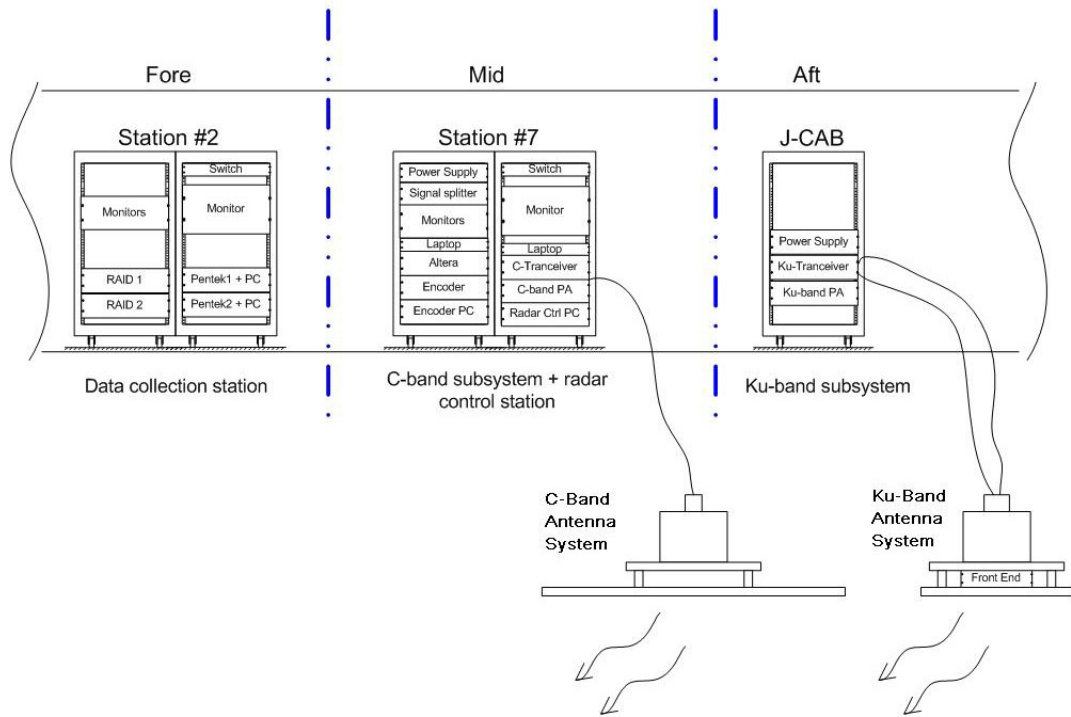 Fore
Mid
Aft
Station #2
Station #7
J-CAB
Monitors
RAID 1
RAID 2
Switch
Monitor
Pentek1 + PC
Pentek2 + PC
Power Supply
Signal splitter
Monitors
Laptop
Altera
Encoder
Encoder PC
Switch
Monitor
Laptop
C-Tranceiver
C-band PA
Radar Ctrl PC
Power Supply
Ku-Tranceiver
Ku-band PA
Data collection station
C-band subsystem + radar
control station
Ku-band subsystem
C-Band
Antenna
System
Ku-Band
Antenna
System
Front End